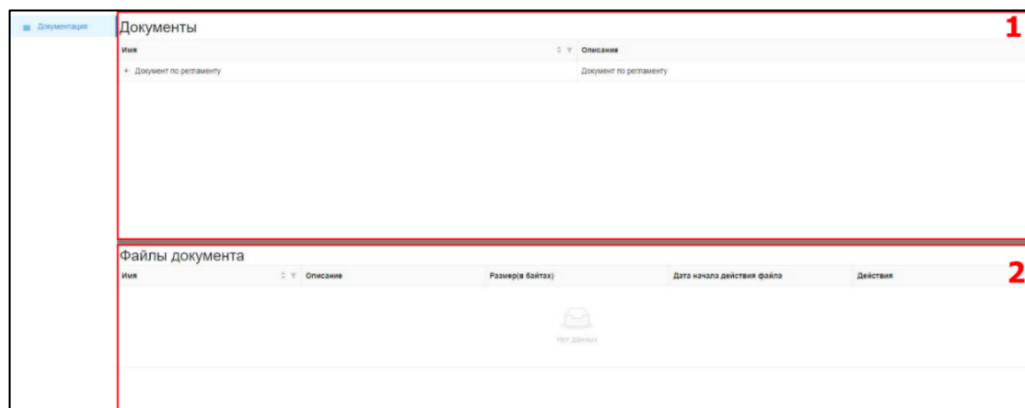 Документация
Документы
1
Имя Описание
+ Документ по регламенту Документ по регламенту
Файлы документа
Имя Описание Размер(в байтах) Дата начала действия файла Действия
2
Нет данных